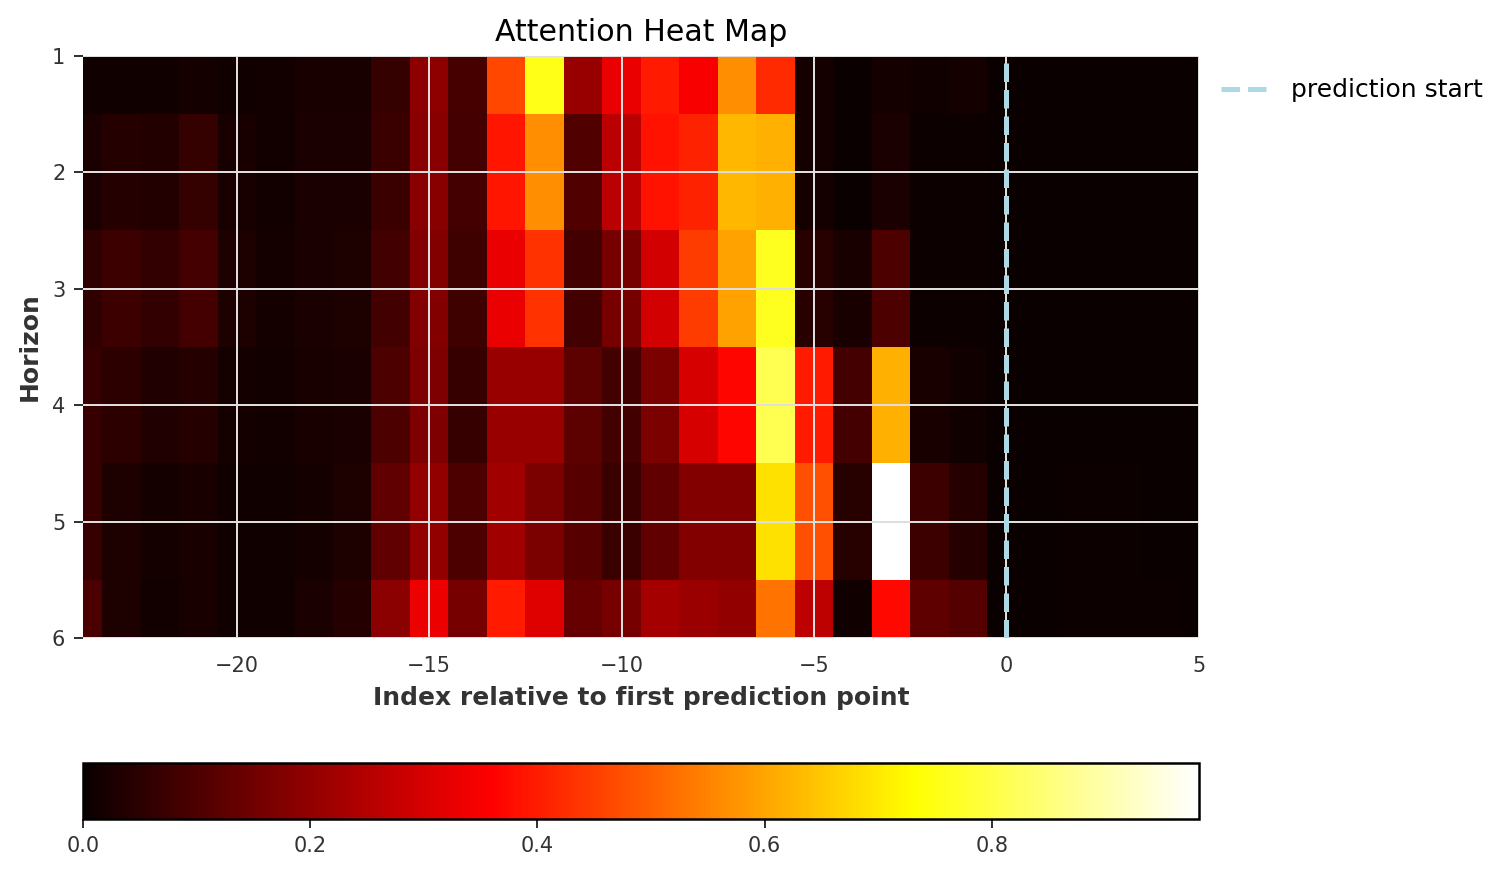 Attention Heat Map
prediction start
Horizon
1
2
3
4
5
6
−20 −15 −10 −5 0 5
Index relative to first prediction point
0.0 0.2 0.4 0.6 0.8